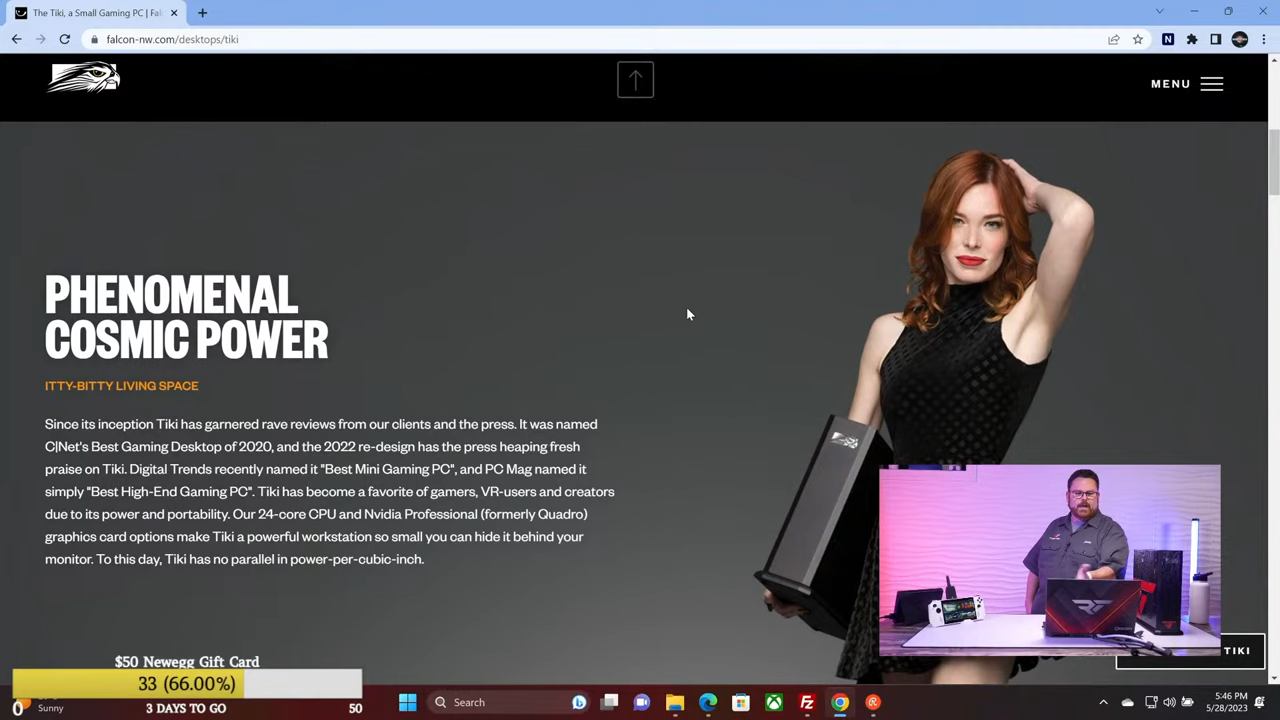 The Tiki, a Small Gaming PC | Fal
falcon-nw.com/desktops/tiki
MENU
PHENOMENAL
COSMIC POWER
ITTY-BITTY LIVING SPACE
Since its inception Tiki has garnered rave reviews from our clients and the press. It was named
C|Net's Best Gaming Desktop of 2020, and the 2022 re-design has the press heaping fresh
praise on Tiki. Digital Trends recently named it "Best Mini Gaming PC", and PC Mag named it
simply "Best High-End Gaming PC". Tiki has become a favorite of gamers, VR-users and creators
due to its power and portability. Our 24-core CPU and Nvidia Professional (formerly Quadro)
graphics card options make Tiki a powerful workstation so small you can hide it behind your
monitor. To this day, Tiki has no parallel in power-per-cubic-inch.
TIKI
$50 Newegg Gift Card
33 (66.00%)
0
3 DAYS TO GO
50
Sunny
Search
5:46 PM
5/28/2023